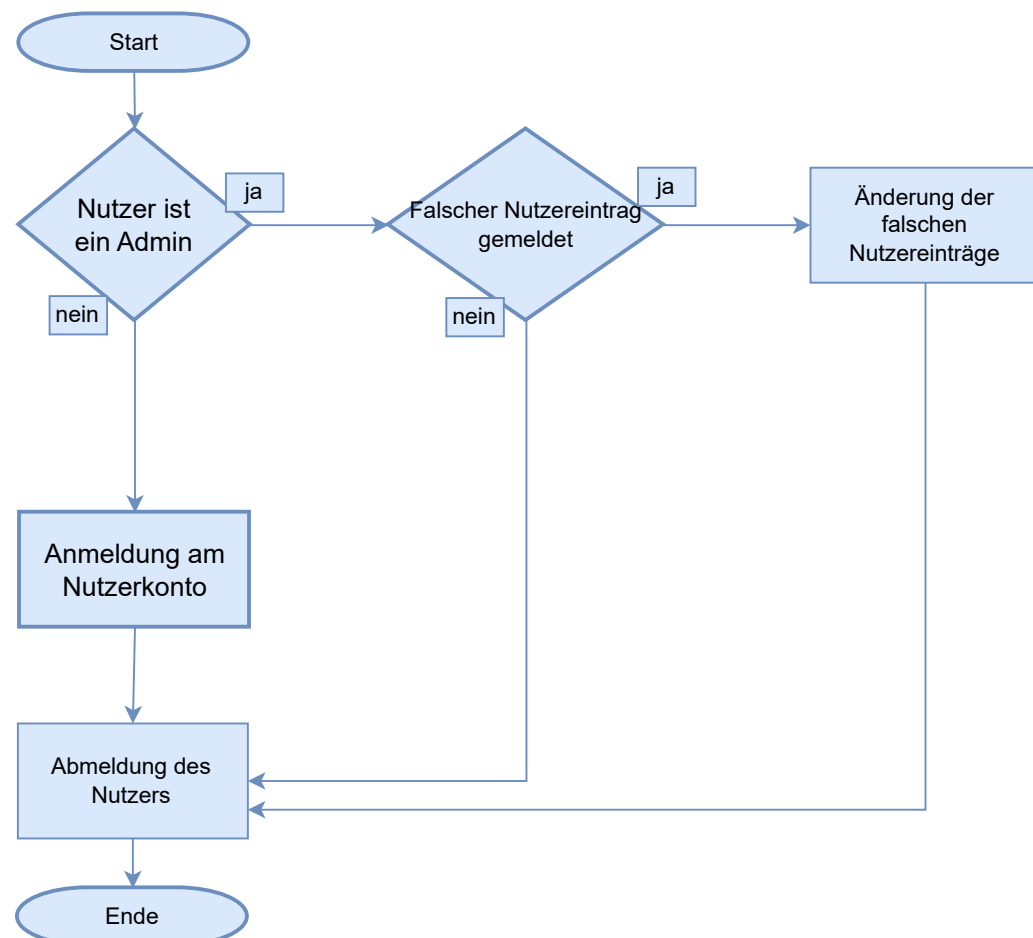 Start
Nutzer ist
ein Admin
ja
nein
Falscher Nutzereintrag
gemeldet
ja
nein
Änderung der
falschen
Nutzereinträge
Anmeldung am
Nutzerkonto
Abmeldung des
Nutzers
Ende